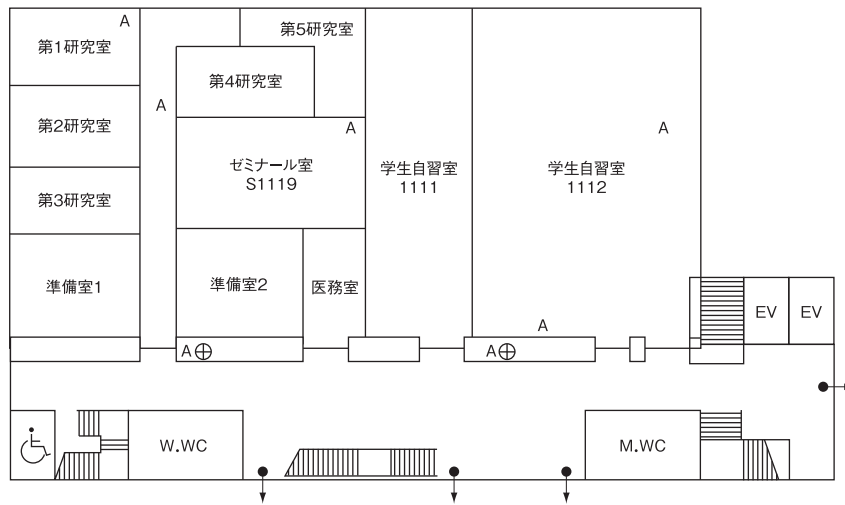 A
第1研究室
第5研究室
第4研究室
A
第2研究室
A
A
ゼミナール室
S1119
学生自習室
1111
学生自習室
1112
第3研究室
準備室1
準備室2
医務室
EV
EV
A
A
A
W.WC
M.WC